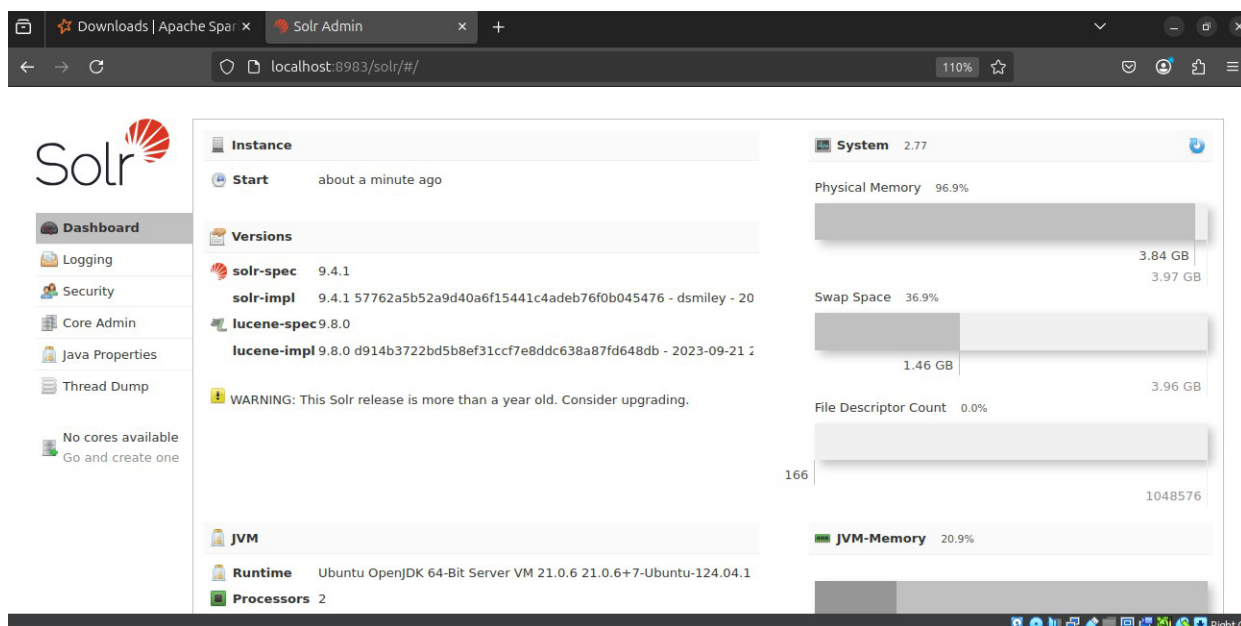 Downloads | Apache Spar
Solr Admin
localhost:8983/solr/#/
110%
Solr
Dashboard
Logging
Security
Core Admin
Java Properties
Thread Dump
No cores available
Go and create one
Instance
Start about a minute ago
Versions
solr-spec 9.4.1
solr-impl 9.4.1 57762a5b52a9d40a6f15441c4adeb76f0b045476 - dsmiley - 20
lucene-spec 9.8.0
lucene-impl 9.8.0 d914b3722bd5b8ef31ccf7e8ddc638a87fd648db - 2023-09-21 2
WARNING: This Solr release is more than a year old. Consider upgrading.
JVM
Runtime Ubuntu OpenJDK 64-Bit Server VM 21.0.6 21.0.6+7-Ubuntu-124.04.1
Processors 2
System 2.77
Physical Memory 96.9%
3.84 GB
3.97 GB
Swap Space 36.9%
1.46 GB
3.96 GB
File Descriptor Count 0.0%
166
1048576
JVM-Memory 20.9%
Right